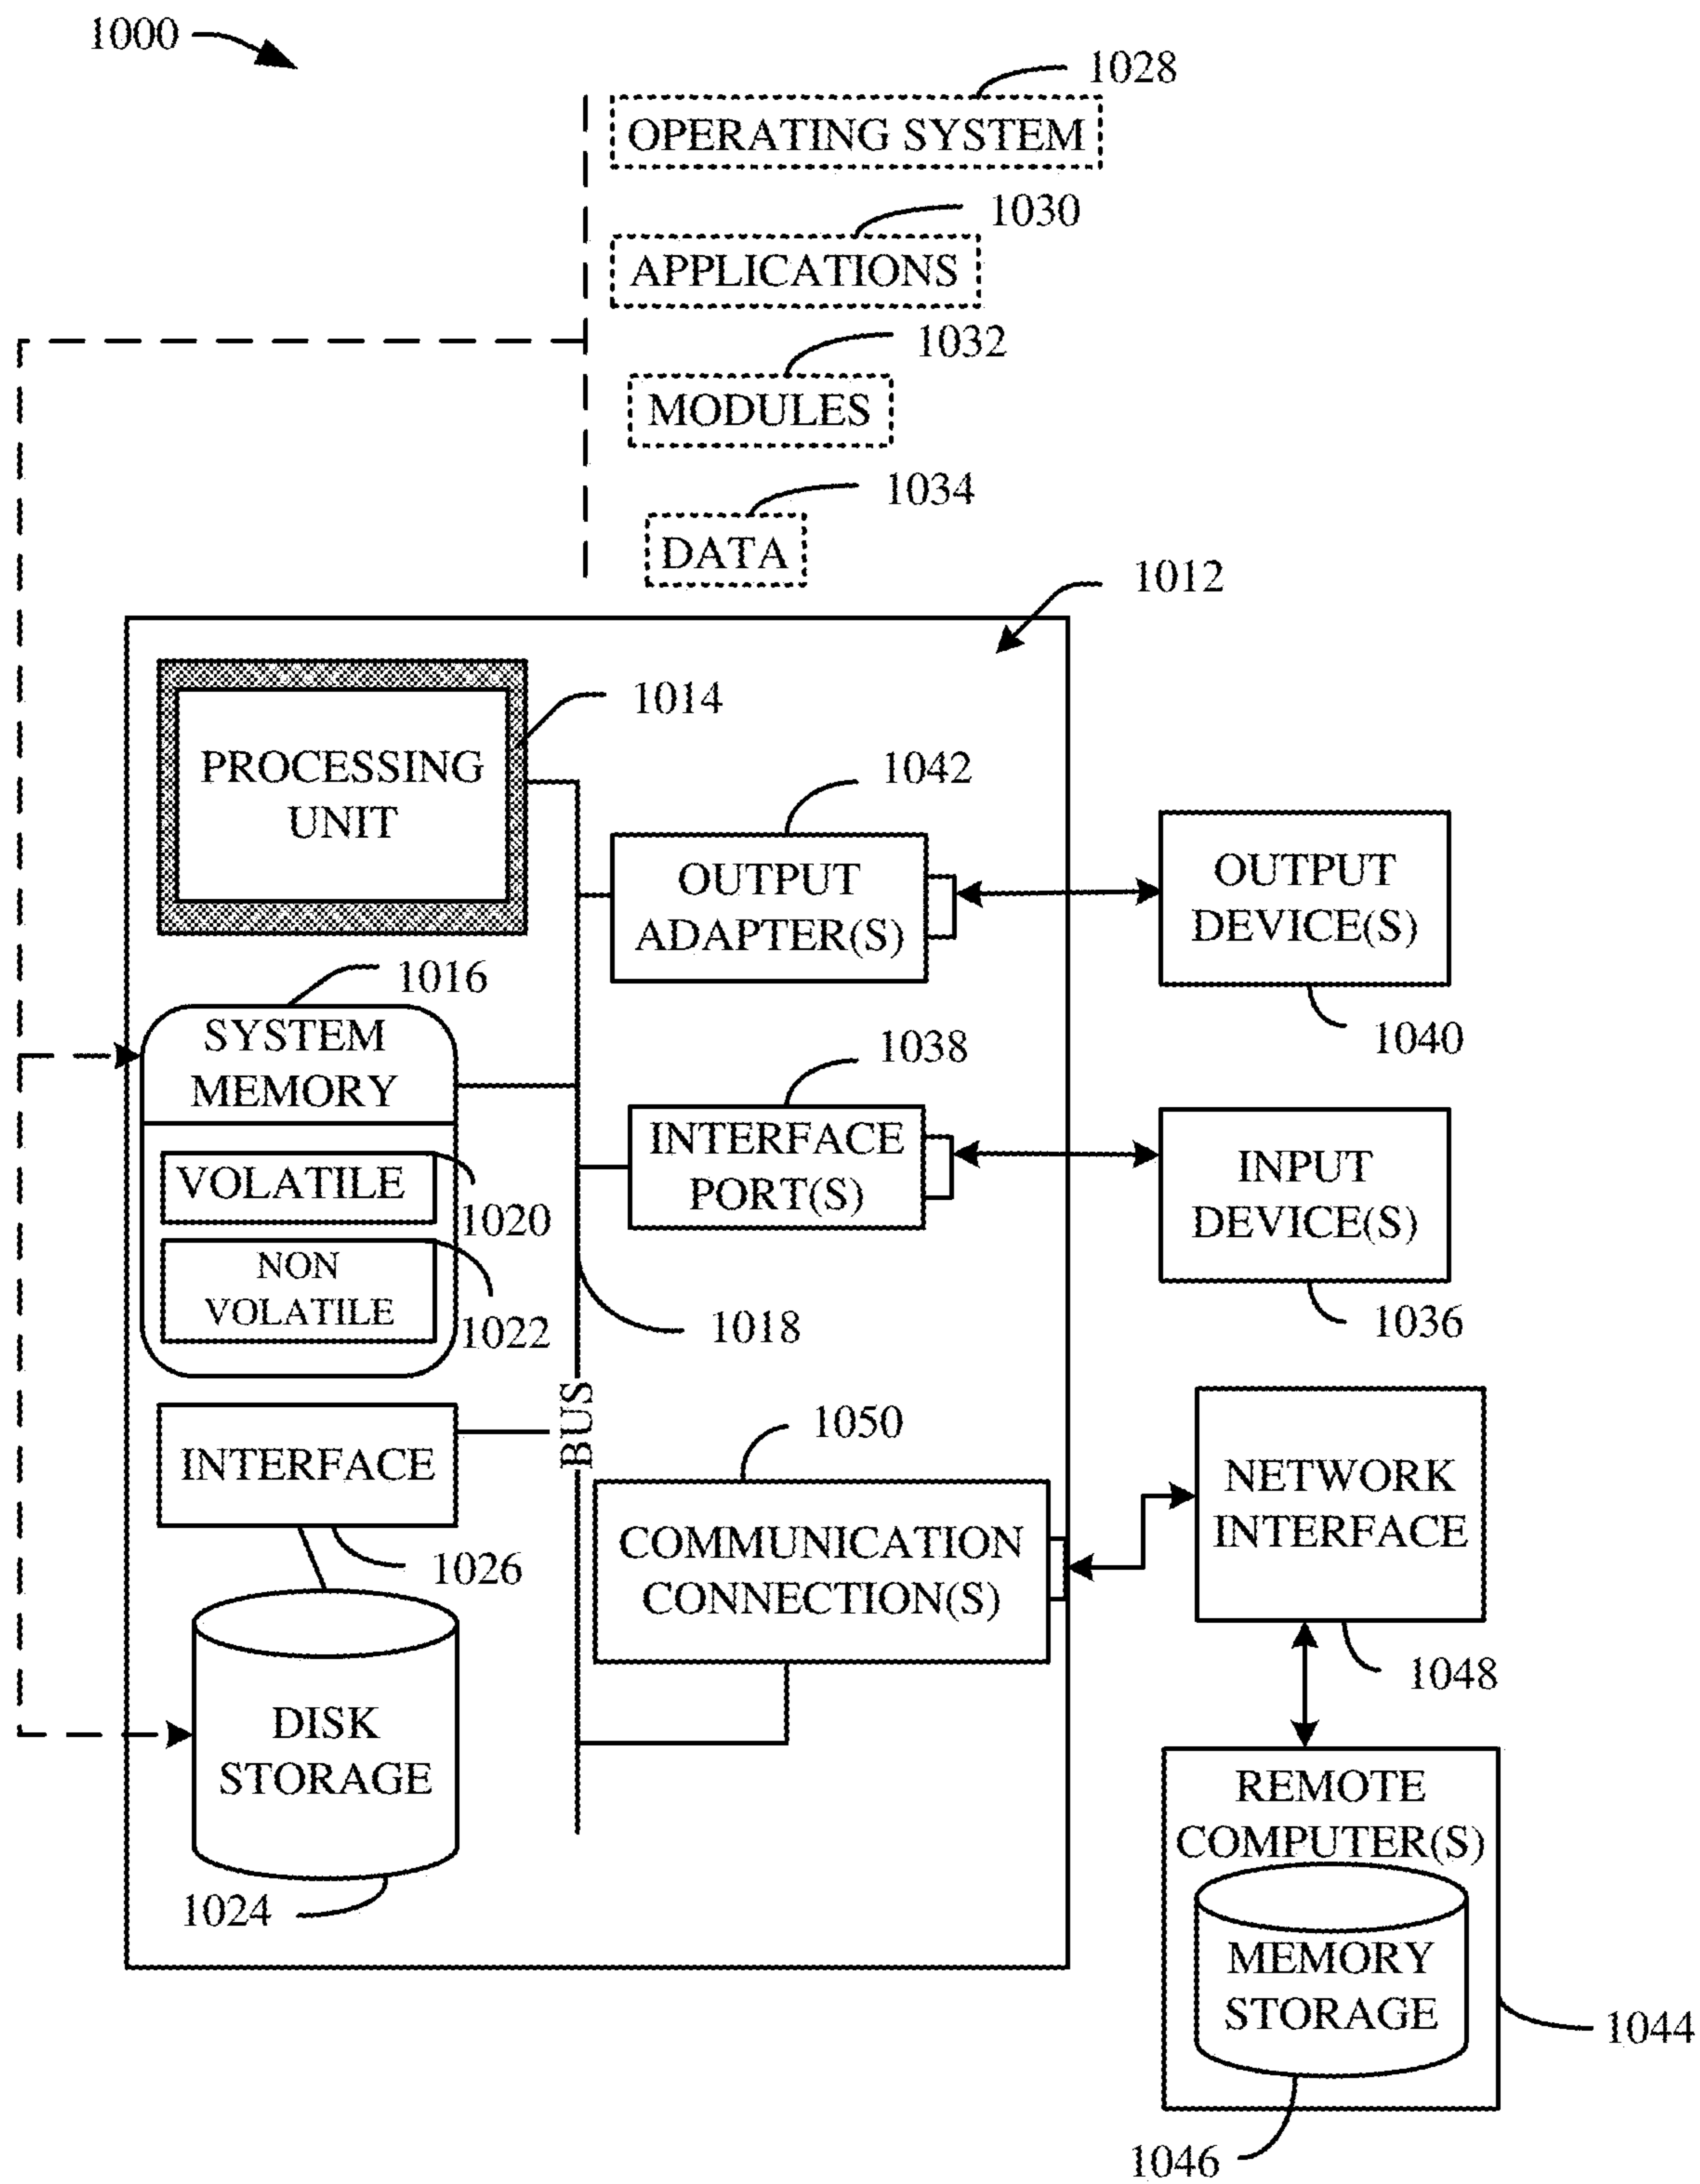 1000
1028
OPERATING SYSTEM
1030
APPLICATIONS
1032
MODULES
1034
DATA
1012
PROCESSING
UNIT
1014
1042
OUTPUT
ADAPTER(S)
OUTPUT
DEVICE(S)
1040
1016
SYSTEM
MEMORY
VOLATILE
1020
NON
VOLATILE
1022
1038
INTERFACE
PORT(S)
INPUT
DEVICE(S)
1036
1018
BUS
INTERFACE
1026
1050
COMMUNICATION
CONNECTION(S)
NETWORK
INTERFACE
1048
DISK
STORAGE
1024
REMOTE
COMPUTER(S)
MEMORY
STORAGE
1044
1046